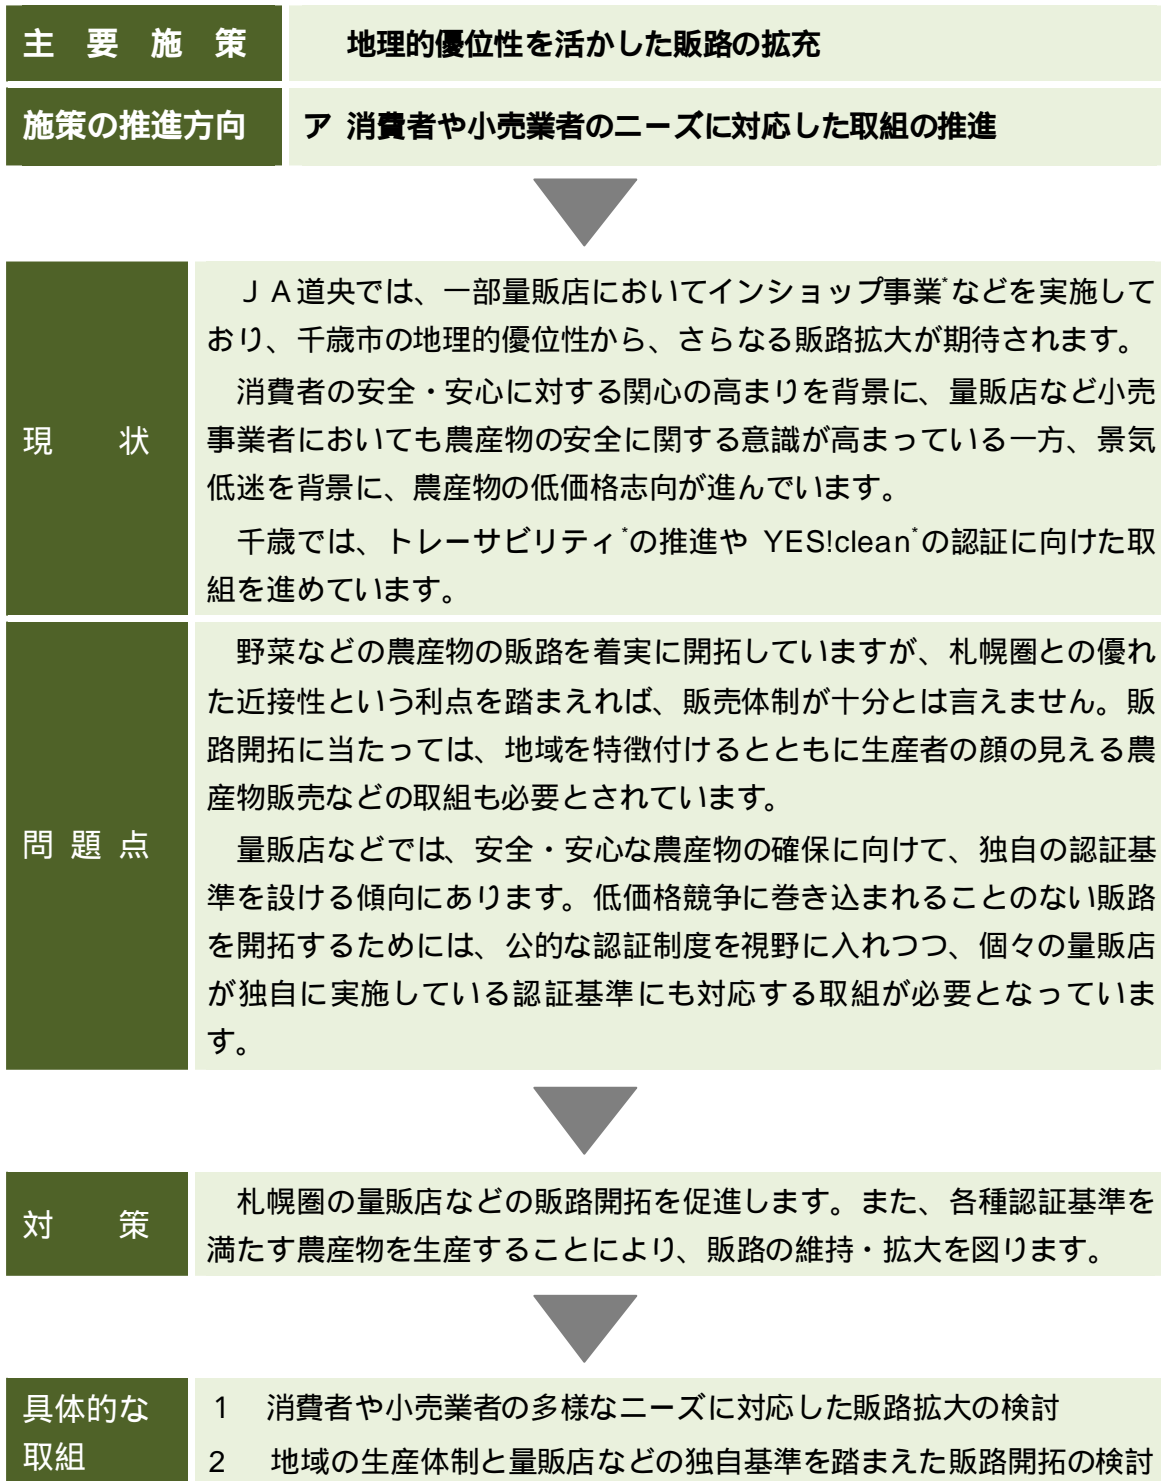 主要施策
地理的優位性を活かした販路の拡充
施策の推進方向
ア 消費者や小売業者のニーズに対応した取組の推進
現状
ＪＡ道央では、一部量販店においてインショップ事業*などを実施して
おり、千歳市の地理的優位性から、さらなる販路拡大が期待されます。
消費者の安全・安心に対する関心の高まりを背景に、量販店など小売
事業者においても農産物の安全に関する意識が高まっている一方、景気
低迷を背景に、農産物の低価格志向が進んでいます。
千歳では、トレーサビリティ*の推進や YES!clean*の認証に向けた取
組を進めています。
問題点
野菜などの農産物の販路を着実に開拓していますが、札幌圏との優れ
た近接性という利点を踏まえれば、販売体制が十分とは言えません。販
路開拓に当たっては、地域を特徴付けるとともに生産者の顔の見える農
産物販売などの取組も必要とされています。
量販店などでは、安全・安心な農産物の確保に向けて、独自の認証基
準を設ける傾向にあります。低価格競争に巻き込まれることのない販路
を開拓するためには、公的な認証制度を視野に入れつつ、個々の量販店
が独自に実施している認証基準にも対応する取組が必要となっていま
す。
対策
札幌圏の量販店などの販路開拓を促進します。また、各種認証基準を
満たす農産物を生産することにより、販路の維持・拡大を図ります。
具体的な
取組
1 消費者や小売業者の多様なニーズに対応した販路拡大の検討
2 地域の生産体制と量販店などの独自基準を踏まえた販路開拓の検討